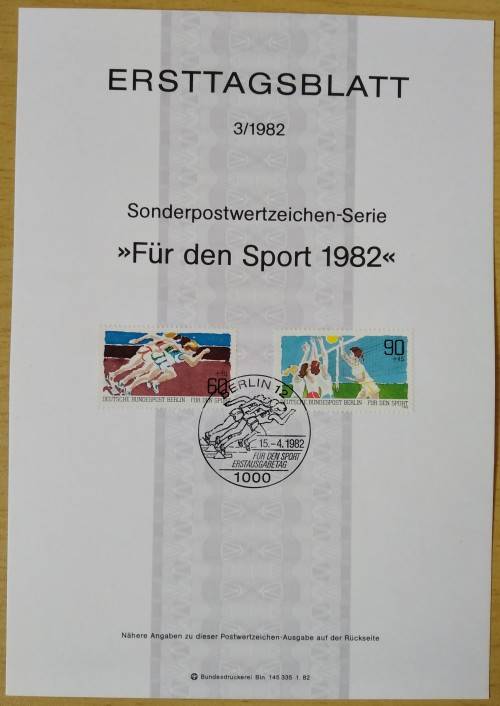 ERSTTAGSBLATT
3/1982
Sonderpostwertzeichen-Serie
»Für den Sport 1982«
60
DEUTSCHE BUNDESPOST BERLIN FÜR DEN SPORT
90
+45
DEUTSCHE BUNDESPOST BERLIN FÜR DEN SPORT
BERLIN 12
15.-4.1982
FÜR DEN SPORT
ERSTAUSGABETAG
1000
Nähere Angaben zu dieser Postwertzeichen-Ausgabe auf der Rückseite
Bundesdruckerei Bln 145 335 1. 82